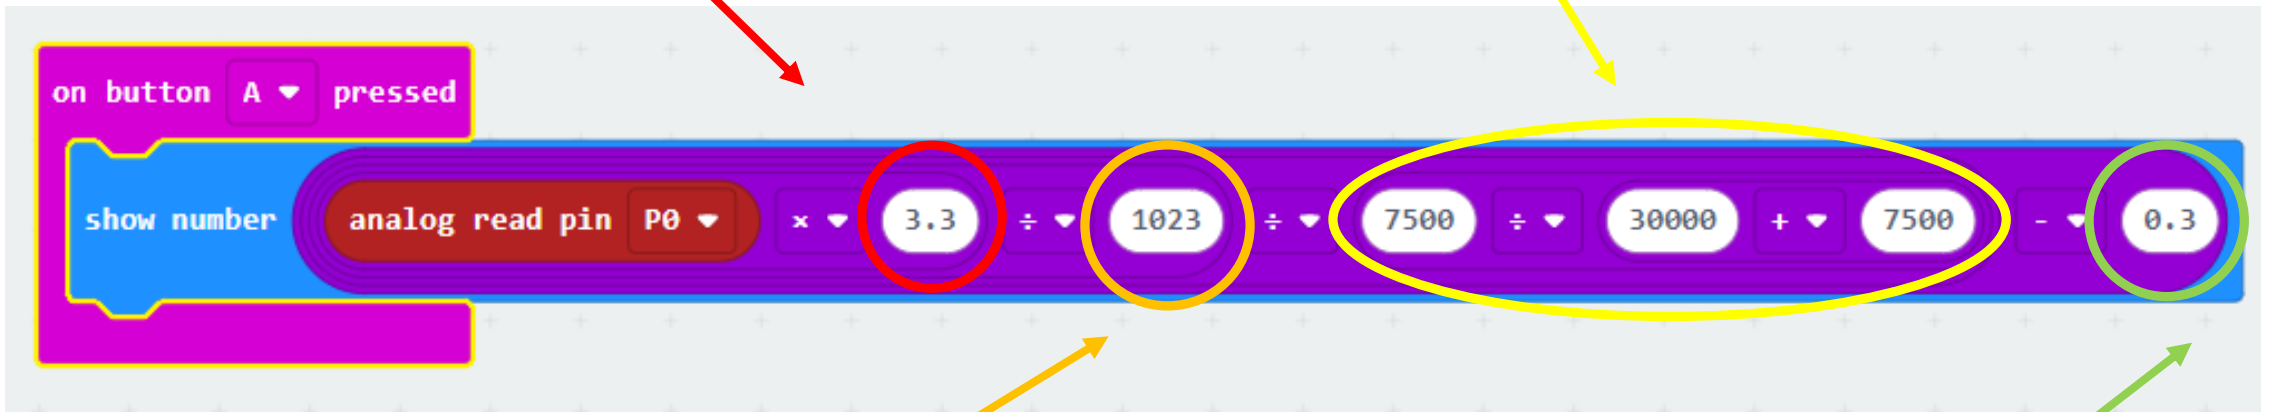 on button A pressed
show number analog read pin P0 × 3.3 ÷ 1023 ÷ 7500 ÷ 30000 + 7500 - 0.3